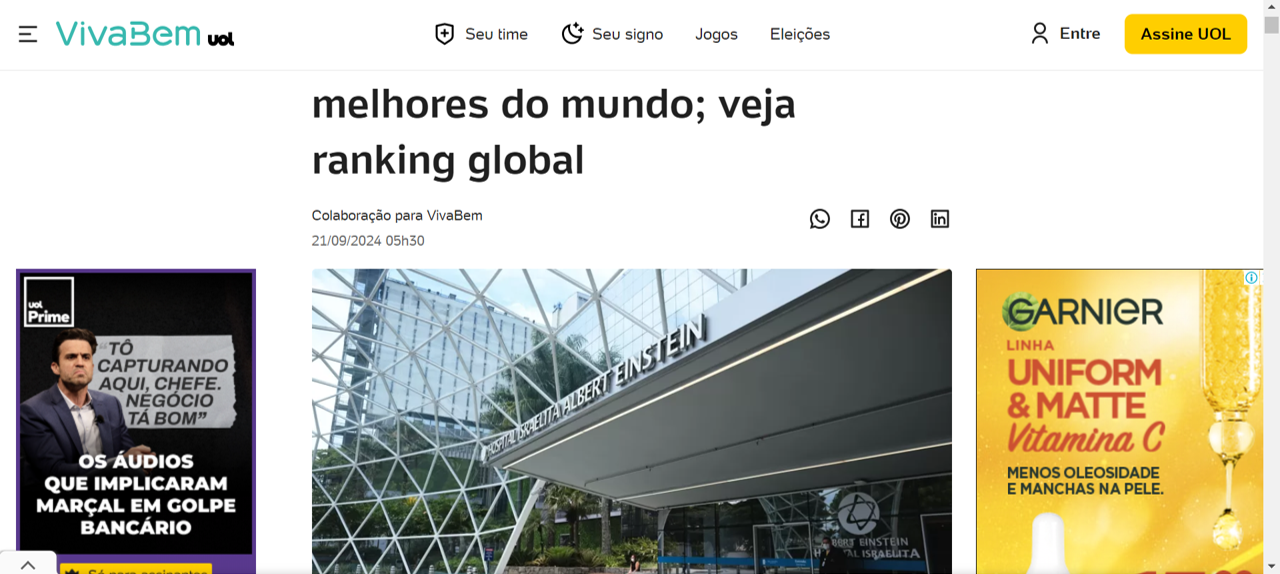 VivaBem uol
Seu time
Seu signo
Jogos
Eleições
Entre
Assine UOL
melhores do mundo; veja
ranking global
Colaboração para VivaBem
21/09/2024 05h30
uol
Prime
“TÔ
CAPTURANDO
AQUI, CHEFE.
NEGÓCIO
TÁ BOM”
OS ÁUDIOS
QUE IMPLICARAM
MARÇAL EM GOLPE
BANCÁRIO
Só para assinantes
HOSPITAL ISRAELITA ALBERT EINSTEIN
EINSTEIN
ISRAELITA
GARNIER
LINHA
UNIFORM
& MATTE
Vitamina C
MENOS OLEOSIDADE
E MANCHAS NA PELE.